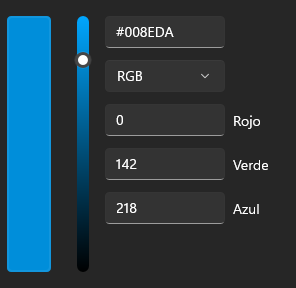 #008EDA
RGB
0 Rojo
142 Verde
218 Azul